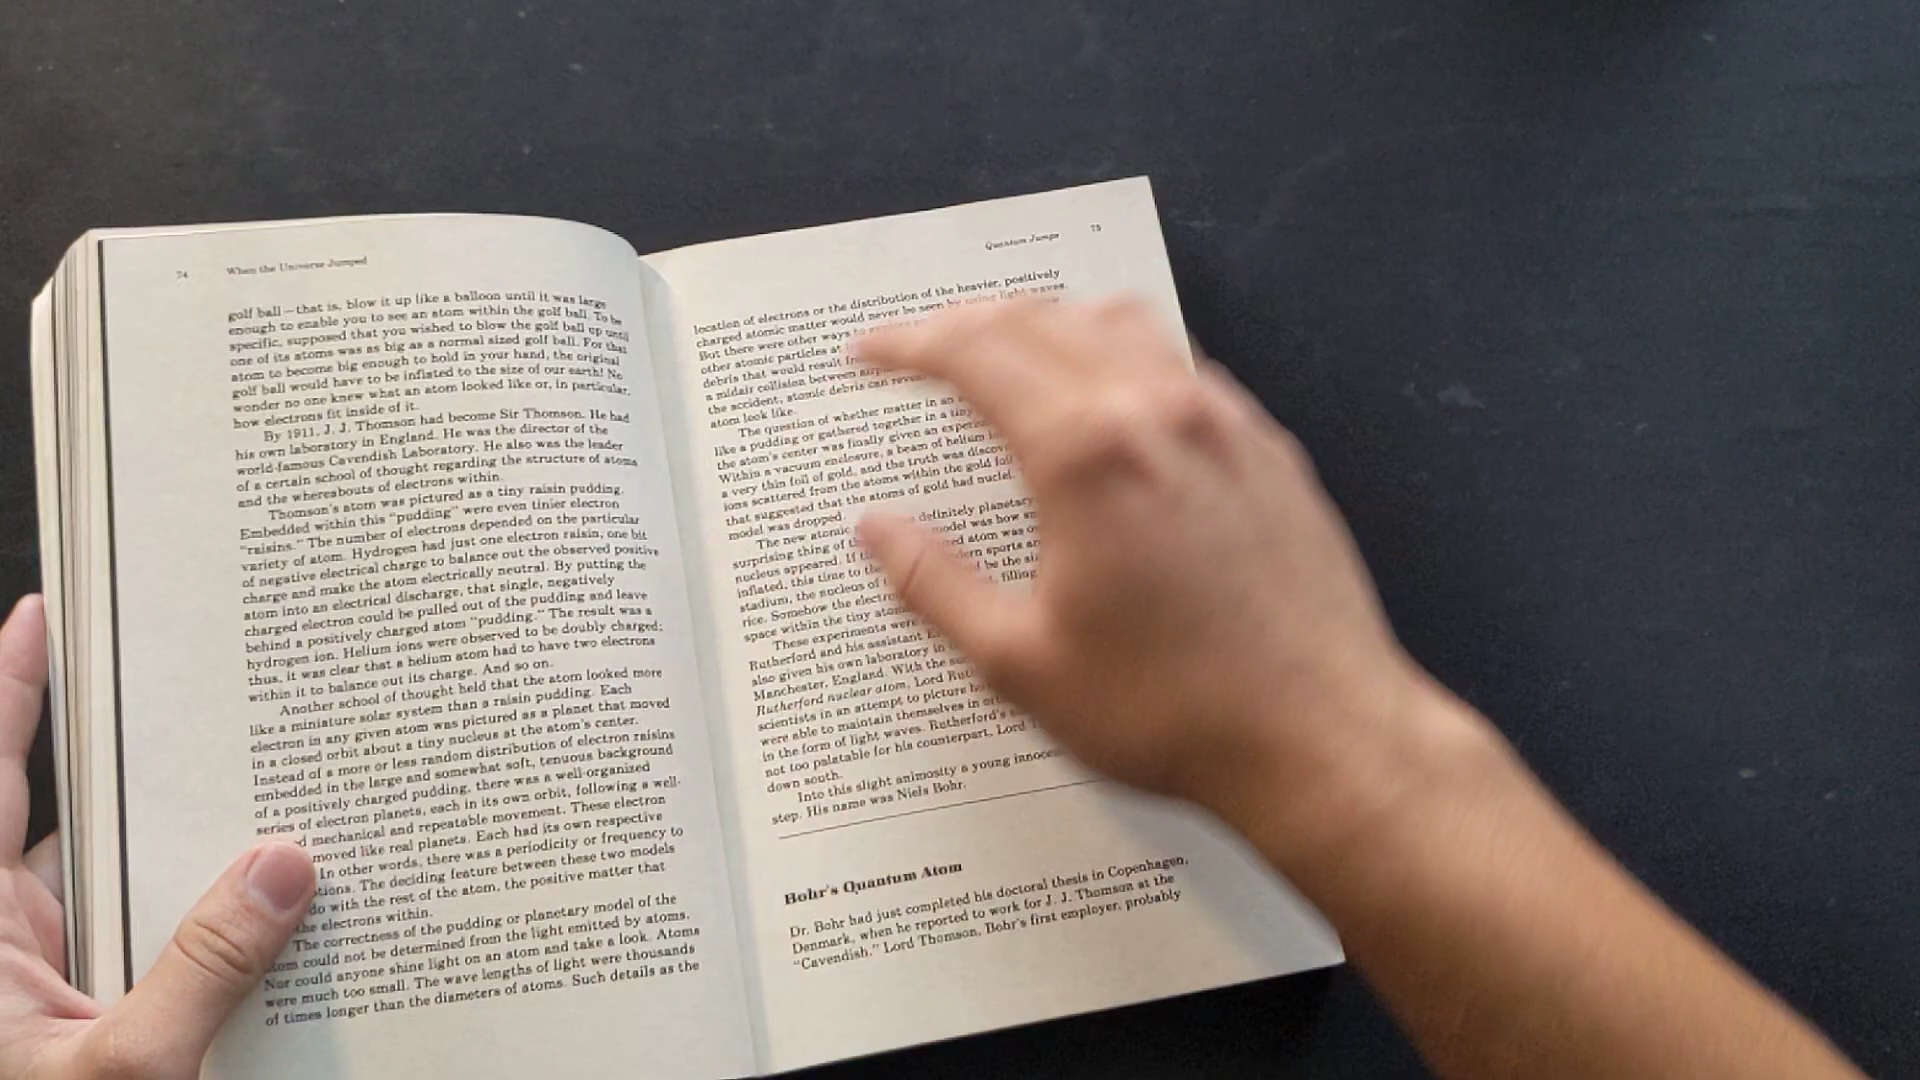 74 When the Universe Jumped
golf ball—that is, blow it up like a balloon until it was large
enough to enable you to see an atom within the golf ball. To be
specific, supposed that you wished to blow the golf ball up until
one of its atoms was as big as a normal sized golf ball. For that
atom to become big enough to hold in your hand, the original
golf ball would have to be inflated to the size of our earth! No
wonder no one knew what an atom looked like or, in particular,
how electrons fit inside of it.
By 1911, J. J. Thomson had become Sir Thomson. He had
his own laboratory in England. He was the director of the
world-famous Cavendish Laboratory. He also was the leader
of a certain school of thought regarding the structure of atoms
and the whereabouts of electrons within.
Thomson's atom was pictured as a tiny raisin pudding.
Embedded within this "pudding" were even tinier electron
"raisins." The number of electrons depended on the particular
variety of atom. Hydrogen had just one electron raisin, one bit
of negative electrical charge to balance out the observed positive
charge and make the atom electrically neutral. By putting the
atom into an electrical discharge, that single, negatively
charged electron could be pulled out of the pudding and leave
behind a positively charged atom "pudding." The result was a
hydrogen ion. Helium ions were observed to be doubly charged;
thus, it was clear that a helium atom had to have two electrons
within it to balance out its charge. And so on.
Another school of thought held that the atom looked more
like a miniature solar system than a raisin pudding. Each
electron in any given atom was pictured as a planet that moved
in a closed orbit about a tiny nucleus at the atom's center.
Instead of a more or less random distribution of electron raisins
embedded in the large and somewhat soft, tenuous background
of a positively charged pudding, there was a well-organized
series of electron planets, each in its own orbit, following a well-
mechanical and repeatable movement. These electron
moved like real planets. Each had its own respective
In other words, there was a periodicity or frequency to
The deciding feature between these two models
do with the rest of the atom, the positive matter that
the electrons within.
The correctness of the pudding or planetary model of the
atom could not be determined from the light emitted by atoms.
Nor could anyone shine light on an atom and take a look. Atoms
were much too small. The wave lengths of light were thousands
of times longer than the diameters of atoms. Such details as the
Quantum Jumps 75
location of electrons or the distribution of the heavier, positively
charged atomic matter would never be seen by using light waves.
But there were other ways to
other atomic particles at
debris that would result
a midair collision between
the accident, atomic debris can
atom look like.
The question of whether matter in an
like a pudding or gathered together in a tiny
the atom's center was finally given an
Within a vacuum enclosure, a beam of helium
a very thin foil of gold, and the truth was
ions scattered from the atoms within the gold
that suggested that the atoms of gold had nuclei.
model was dropped.
The new atomic definitely planetary
surprising thing of model was how
nucleus appeared. If atom was
inflated, this time to the sports
stadium, the nucleus of be the
rice. Somehow the filling
space within the tiny
These experiments were
Rutherford and his assistant
also given his own laboratory in
Manchester, England. With the
Rutherford nuclear atom, Lord
scientists in an attempt to picture
were able to maintain themselves in
in the form of light waves. Rutherford's
not too palatable for his counterpart, Lord
down south.
Into this slight animosity a young
step. His name was Niels Bohr.
Bohr's Quantum Atom
Dr. Bohr had just completed his doctoral thesis in Copenhagen,
Denmark, when he reported to work for J. J. Thomson at the
"Cavendish." Lord Thomson, Bohr's first employer, probably